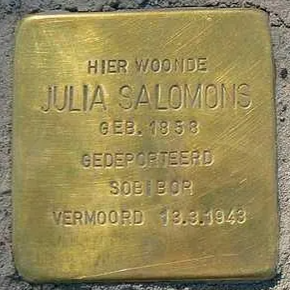 HIER WOONDE
JULIA SALOMONS
GEB. 1858
GEDEPORTEERD
SOBIBOR
VERMOORD 13.3.1943